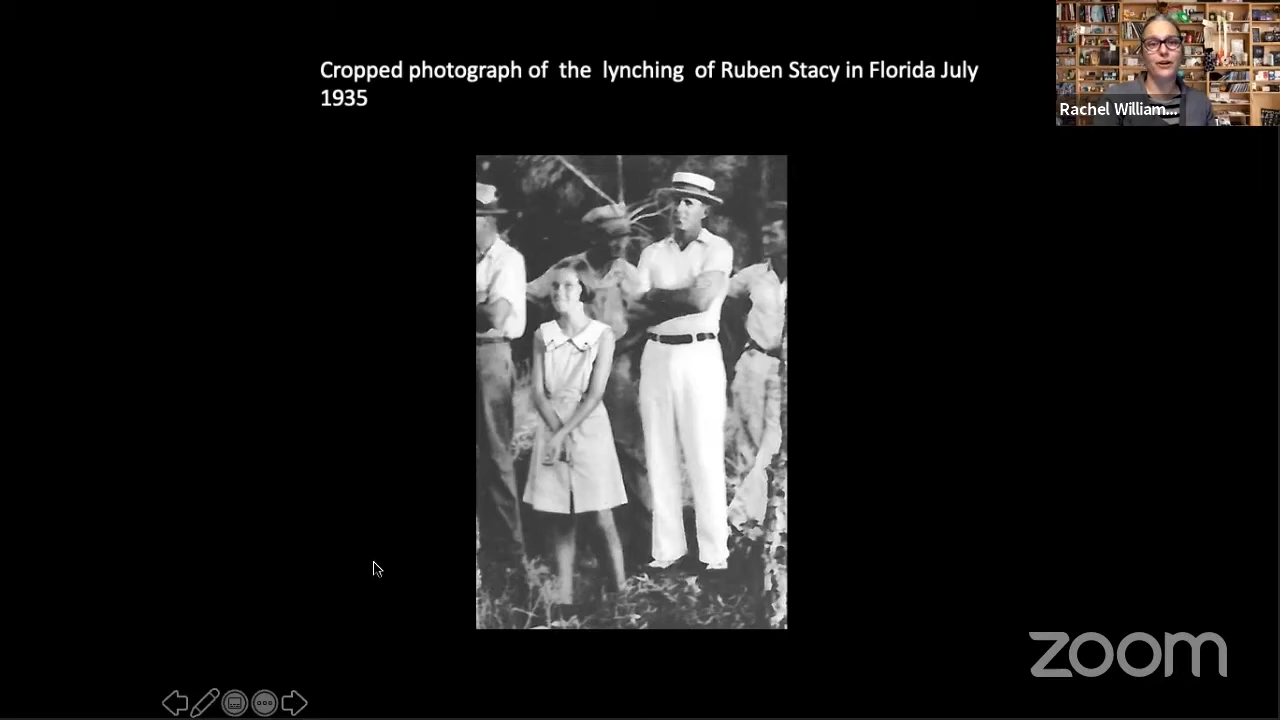 Cropped photograph of the lynching of Ruben Stacy in Florida July
1935
Rachel William...
zoom